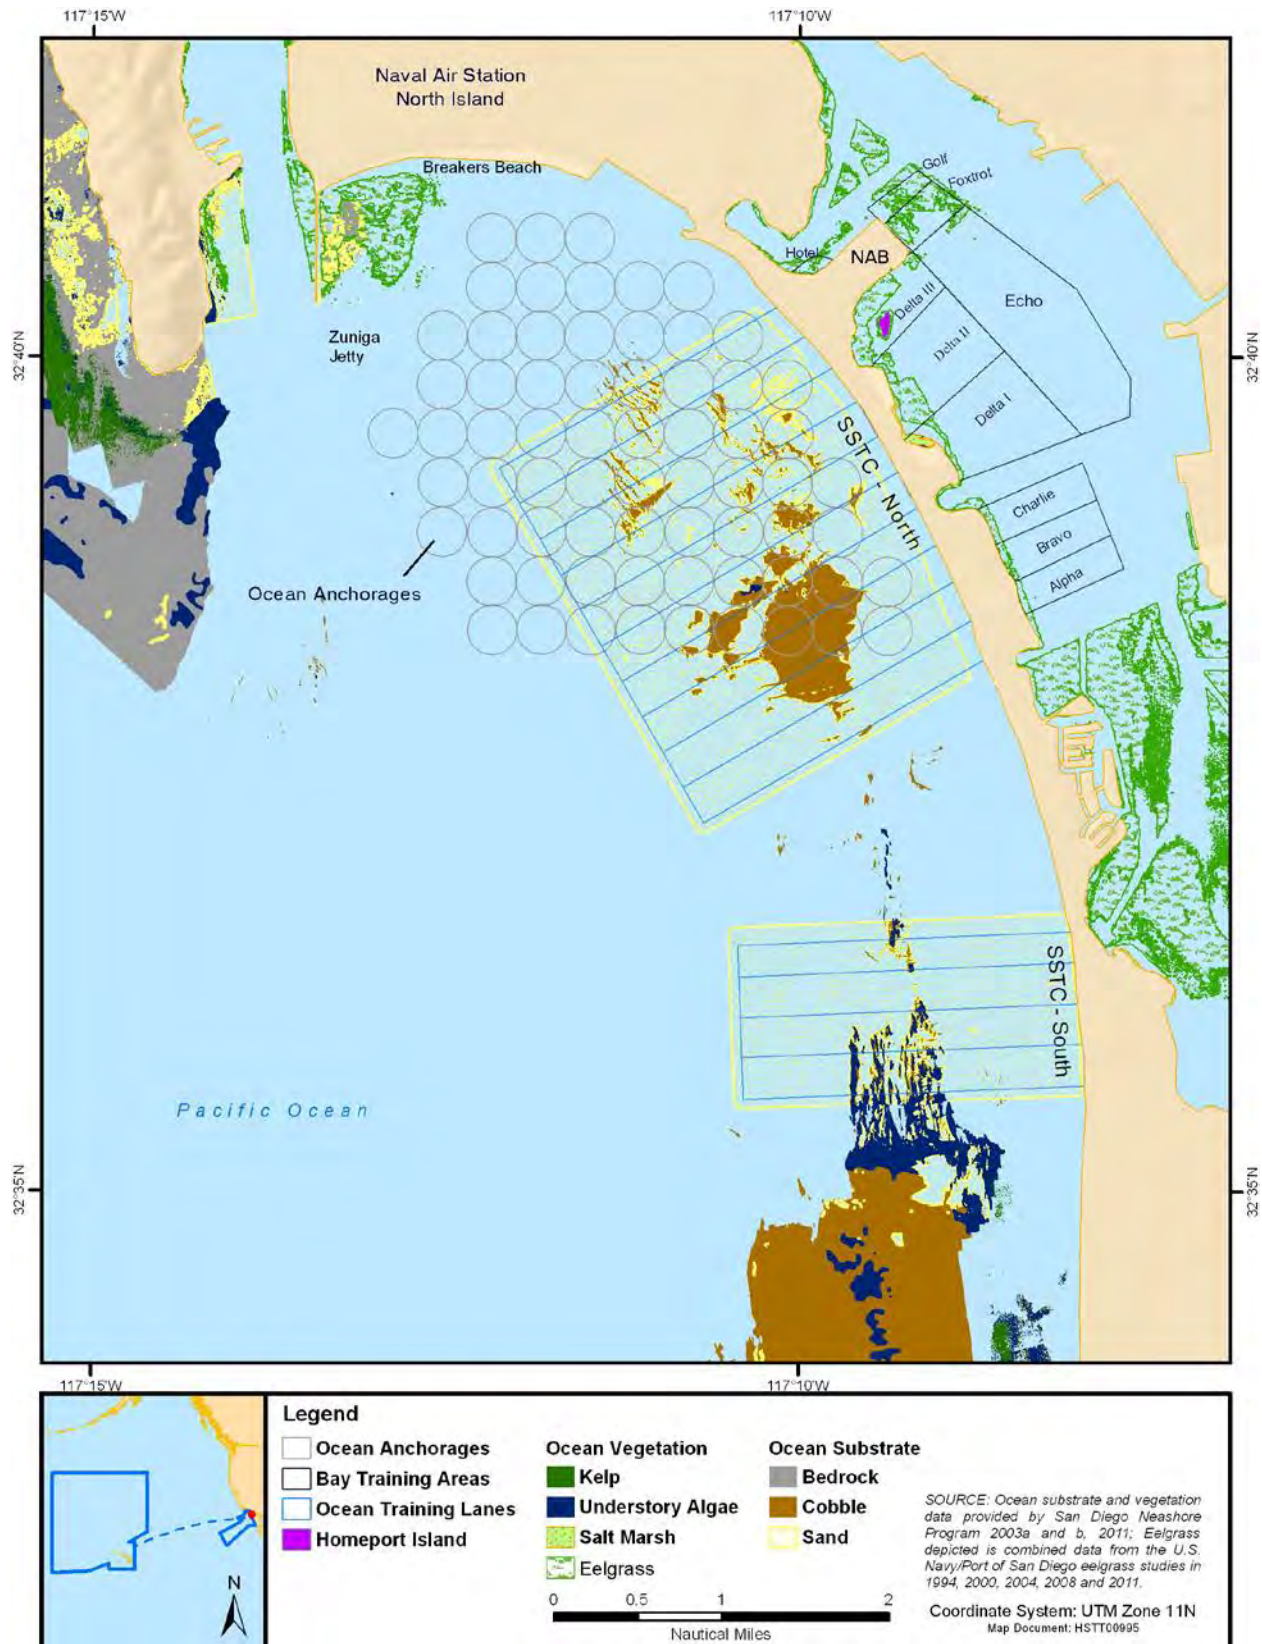 117°15'W
117°10'W
Naval Air Station
North Island
Breakers Beach
Golf
Foxtrot
Hotel
NAB
Echo
Delta III
Zuniga
Jetty
Delta II
32°40'N
32°40'N
Delta I
SSTC - North
Charlie
Bravo
Alpha
Ocean Anchorages
SSTC - South
Pacific Ocean
32°35'N
32°35'N
117°15'W
117°10'W
N
Legend
Ocean Anchorages
Bay Training Areas
Ocean Training Lanes
Homeport Island
Ocean Vegetation
Kelp
Understory Algae
Salt Marsh
Eelgrass
Ocean Substrate
Bedrock
Cobble
Sand
0 0.5 1 2
Nautical Miles
SOURCE: Ocean substrate and vegetation
data provided by San Diego Neashore
Program 2003a and b, 2011; Eelgrass
depicted is combined data from the U.S.
Navy/Port of San Diego eelgrass studies in
1994, 2000, 2004, 2008 and 2011.
Coordinate System: UTM Zone 11N
Map Document: HSTT00995